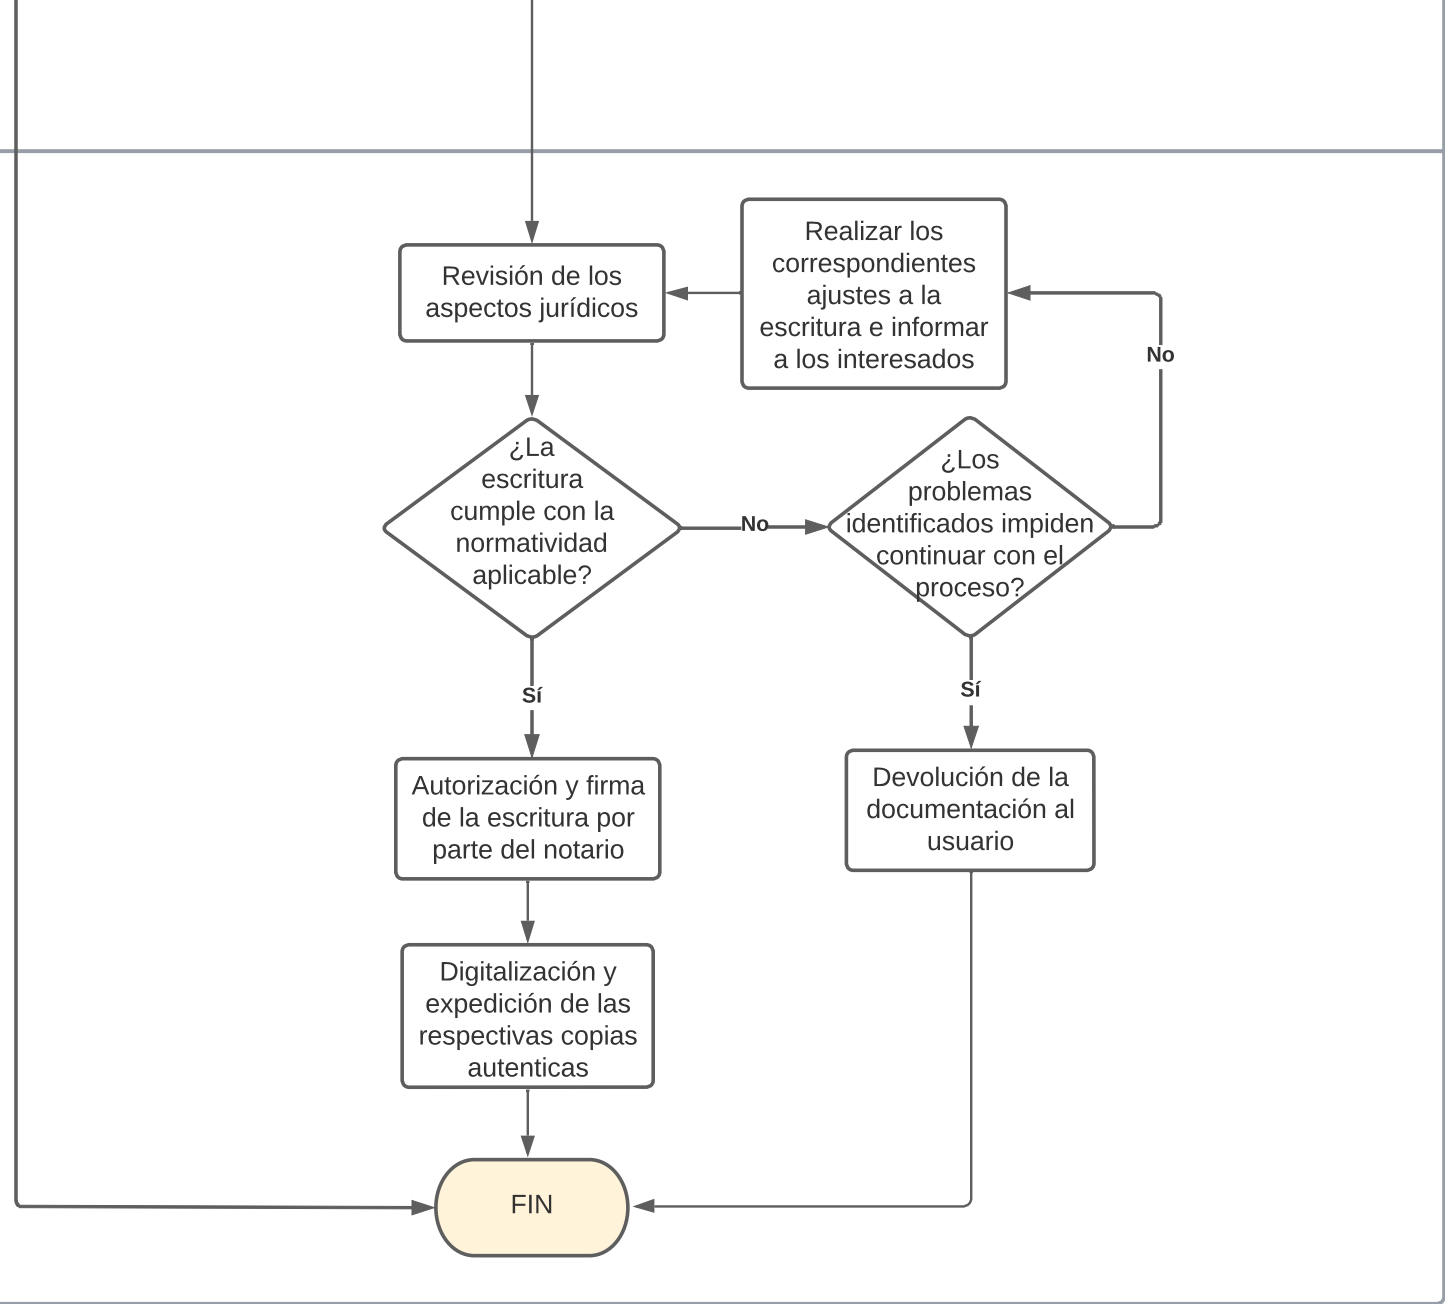 Revisión de los
aspectos jurídicos
Realizar los
correspondientes
ajustes a la
escritura e informar
a los interesados
No
¿La
escritura
cumple con la
normatividad
aplicable?
No
¿Los
problemas
identificados impiden
continuar con el
proceso?
Sí
Sí
Autorización y firma
de la escritura por
parte del notario
Devolución de la
documentación al
usuario
Digitalización y
expedición de las
respectivas copias
autenticas
FIN